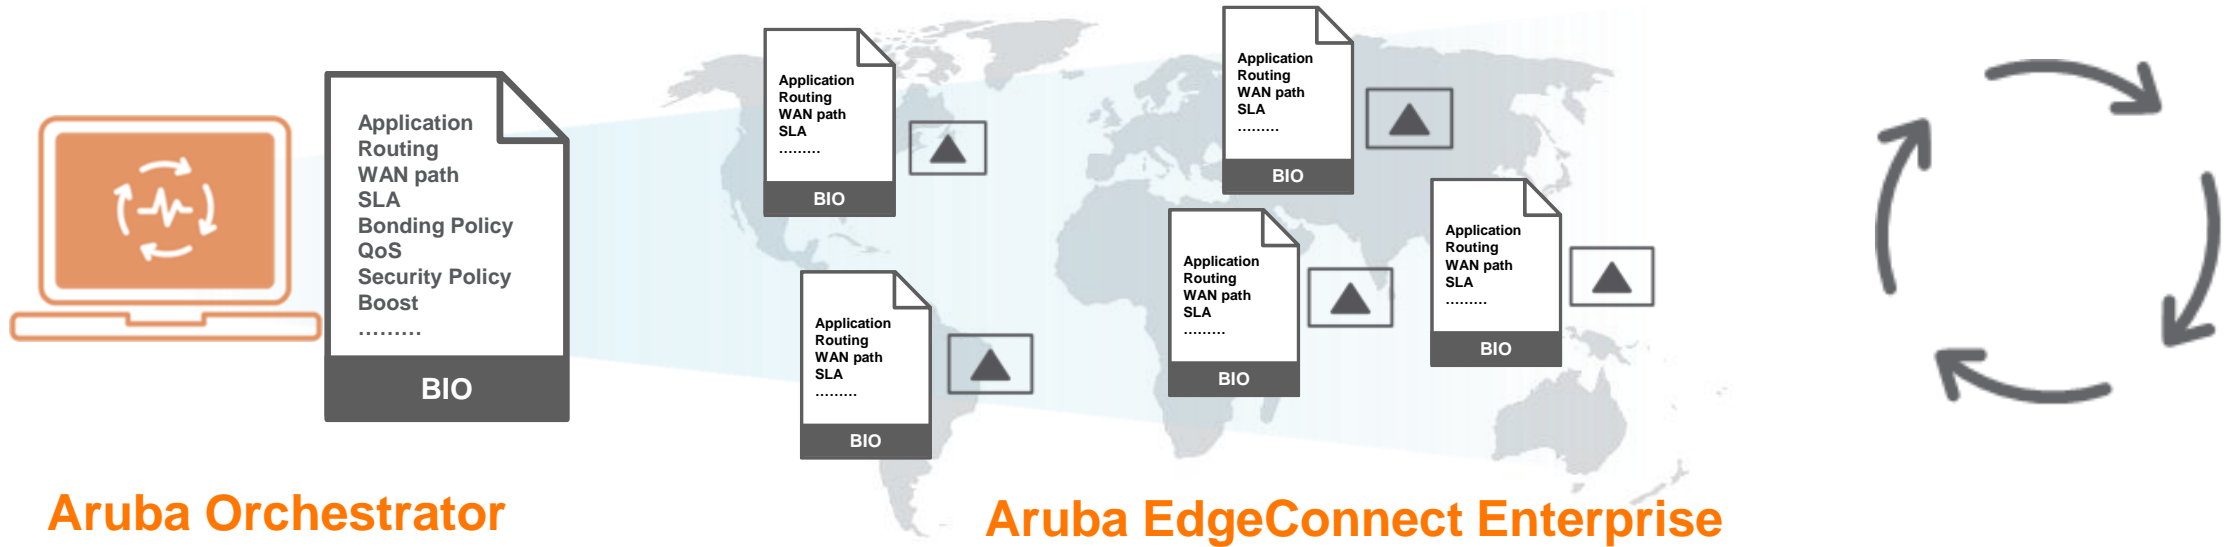 Application
Routing
WAN path
SLA
Bonding Policy
QoS
Security Policy
Boost
.........
BIO
Application
Routing
WAN path
SLA
.........
BIO
Application
Routing
WAN path
SLA
.........
BIO
Application
Routing
WAN path
SLA
.........
BIO
Application
Routing
WAN path
SLA
.........
BIO
Application
Routing
WAN path
SLA
.........
BIO
Aruba Orchestrator
Aruba EdgeConnect Enterprise